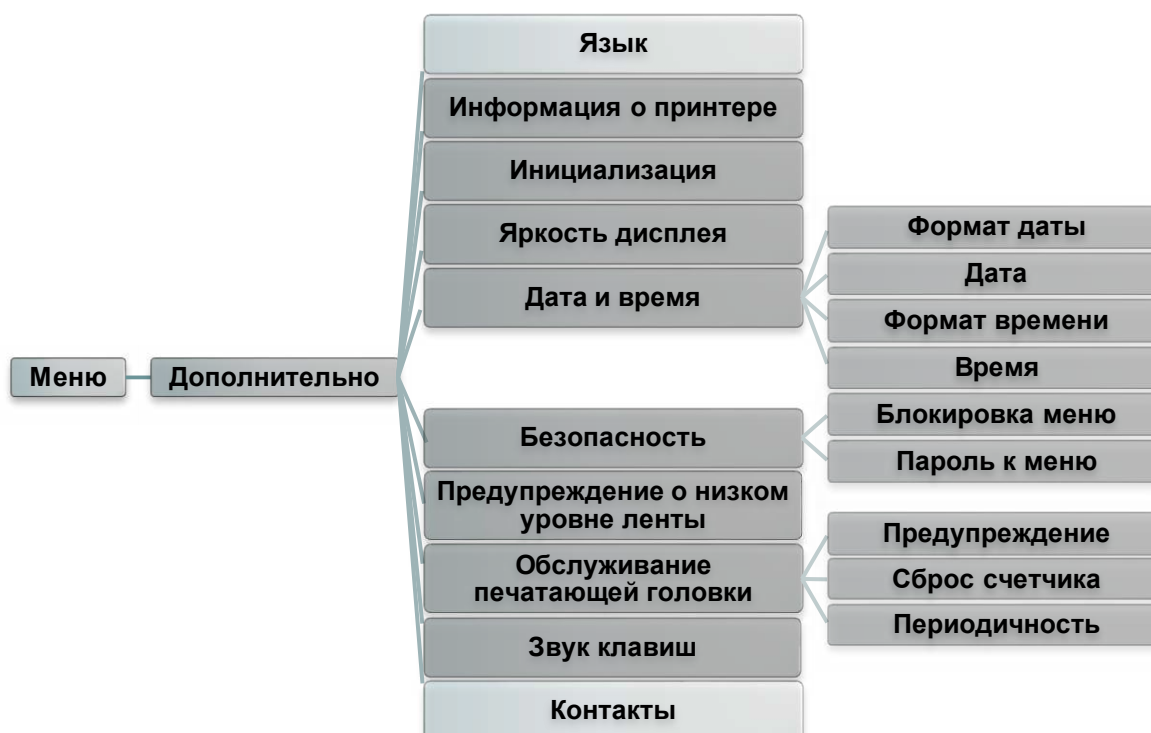 Меню
Дополнительно
Язык
Информация о принтере
Инициализация
Яркость дисплея
Дата и время
Формат даты
Дата
Формат времени
Время
Безопасность
Блокировка меню
Пароль к меню
Предупреждение о низком
уровне ленты
Обслуживание
печатающей головки
Предупреждение
Сброс счетчика
Периодичность
Звук клавиш
Контакты